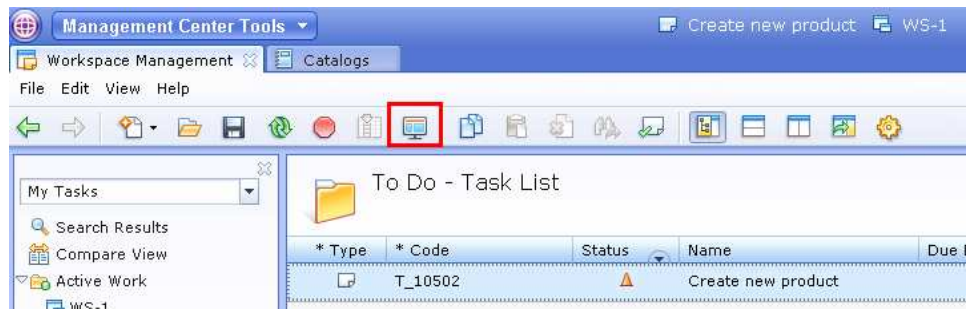 Management Center Tools Create new product WS-1
Workspace Management Catalogs
File Edit View Help
My Tasks
To Do - Task List
Search Results
Compare View
Active Work
WS-1
* Type * Code Status Name Due
T_10502 Create new product